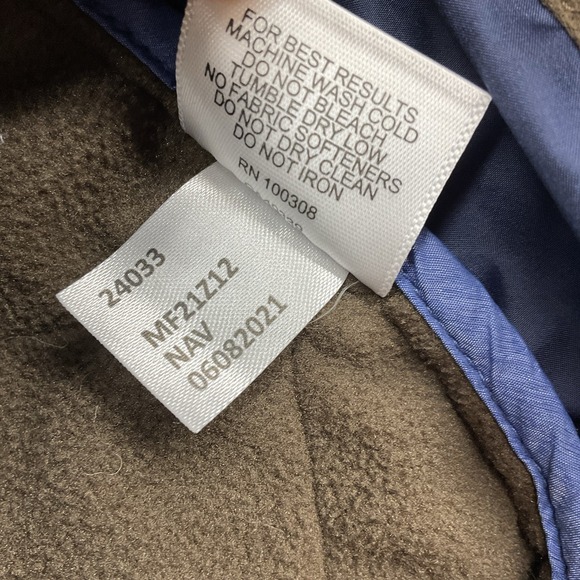 FOR BEST RESULTS
MACHINE WASH COLD
DO NOT BLEACH
TUMBLE DRY LOW
NO FABRIC SOFTENERS
DO NOT DRY CLEAN
DO NOT IRON
RN 100308
24033
MF21Z12
NAV
06082021